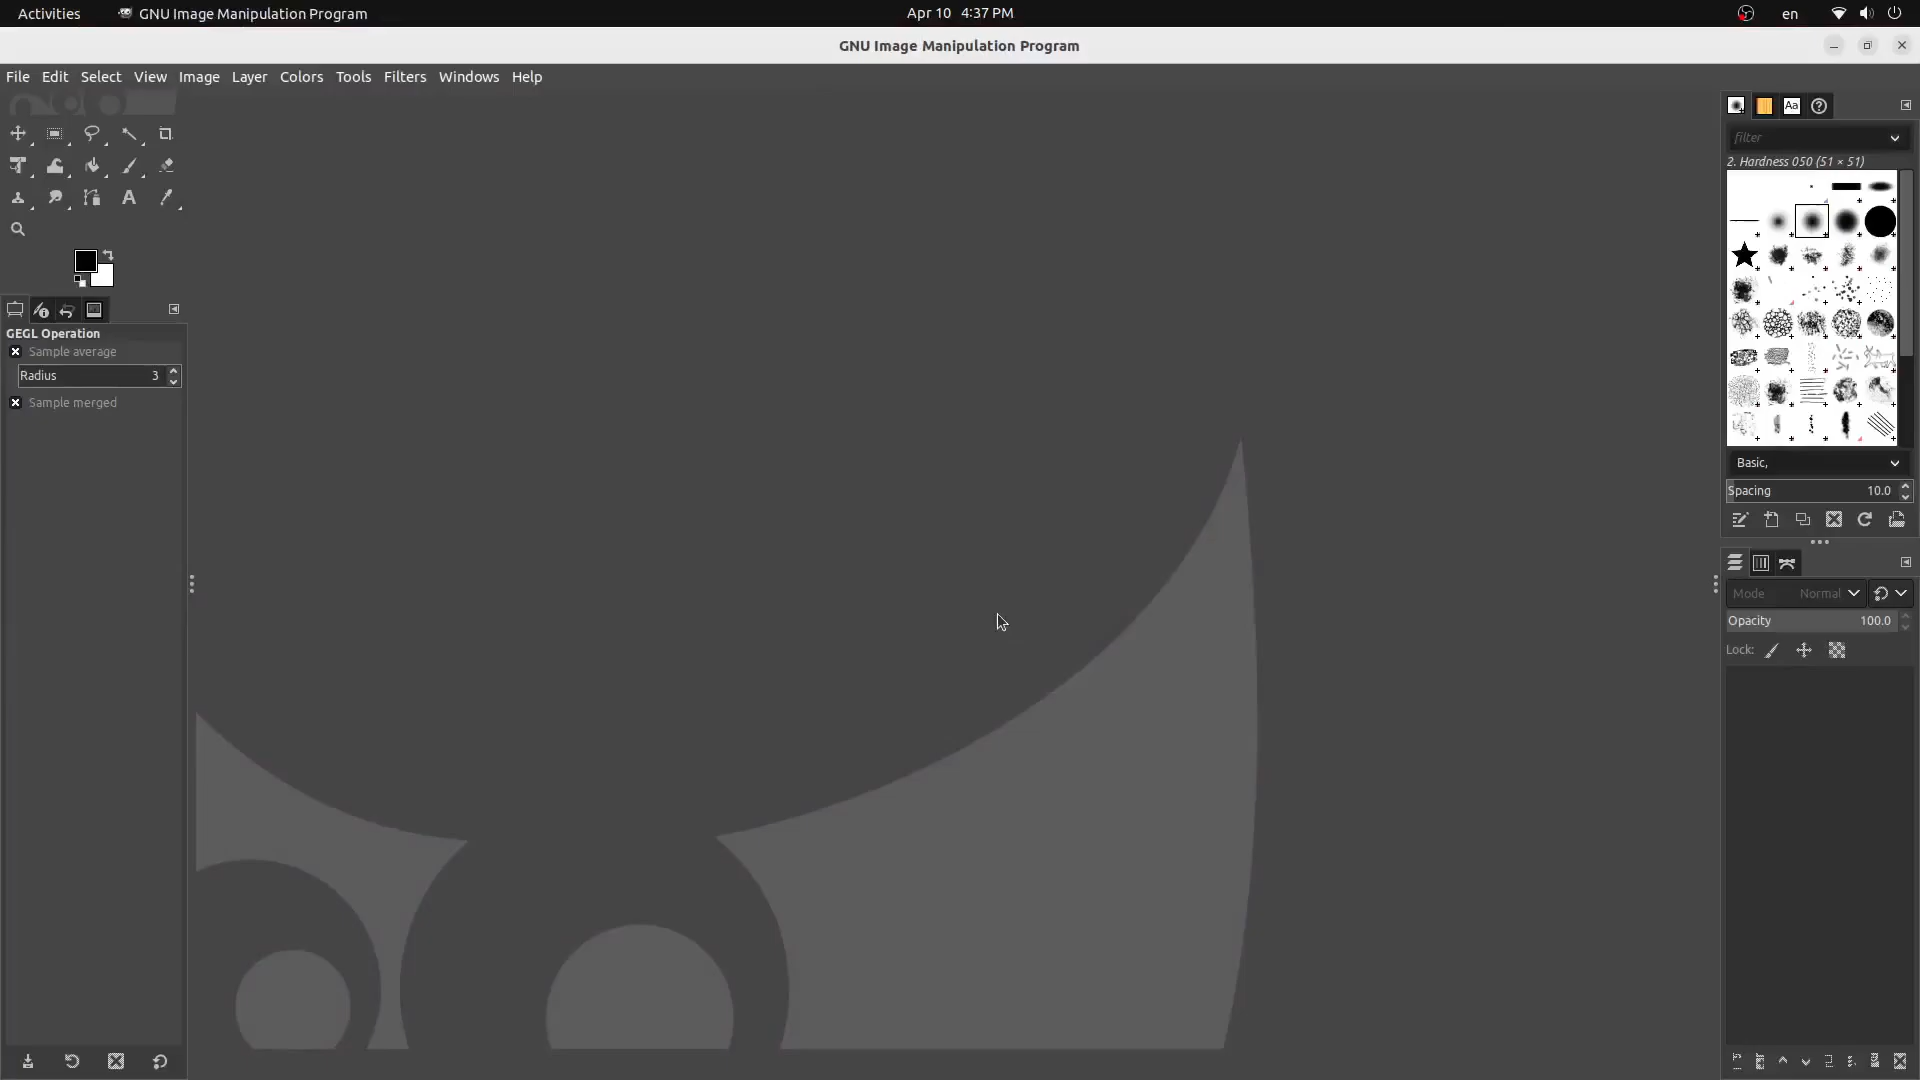 Activities GNU Image Manipulation Program Apr 10 4:37 PM en
GNU Image Manipulation Program
File Edit Select View Image Layer Colors Tools Filters Windows Help
Aa
filter
2. Hardness 050 (51 × 51)
A
GEGL Operation
Sample average
Radius 3
Sample merged
Basic,
Spacing 10.0
Mode Normal
Opacity 100.0
Lock: